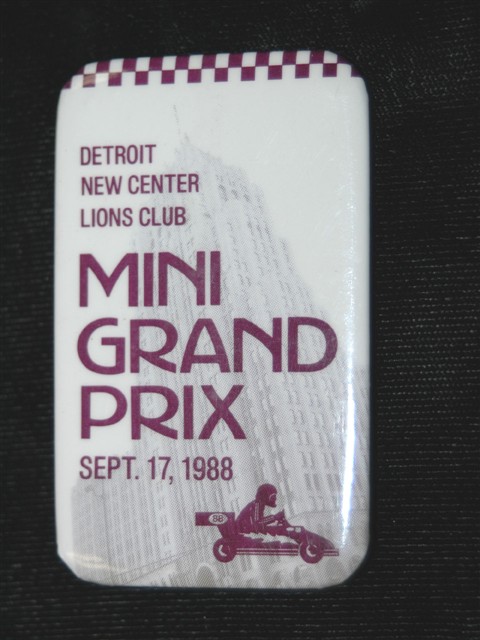 DETROIT
NEW CENTER
LIONS CLUB
MINI
GRAND
PRIX
SEPT. 17, 1988
88